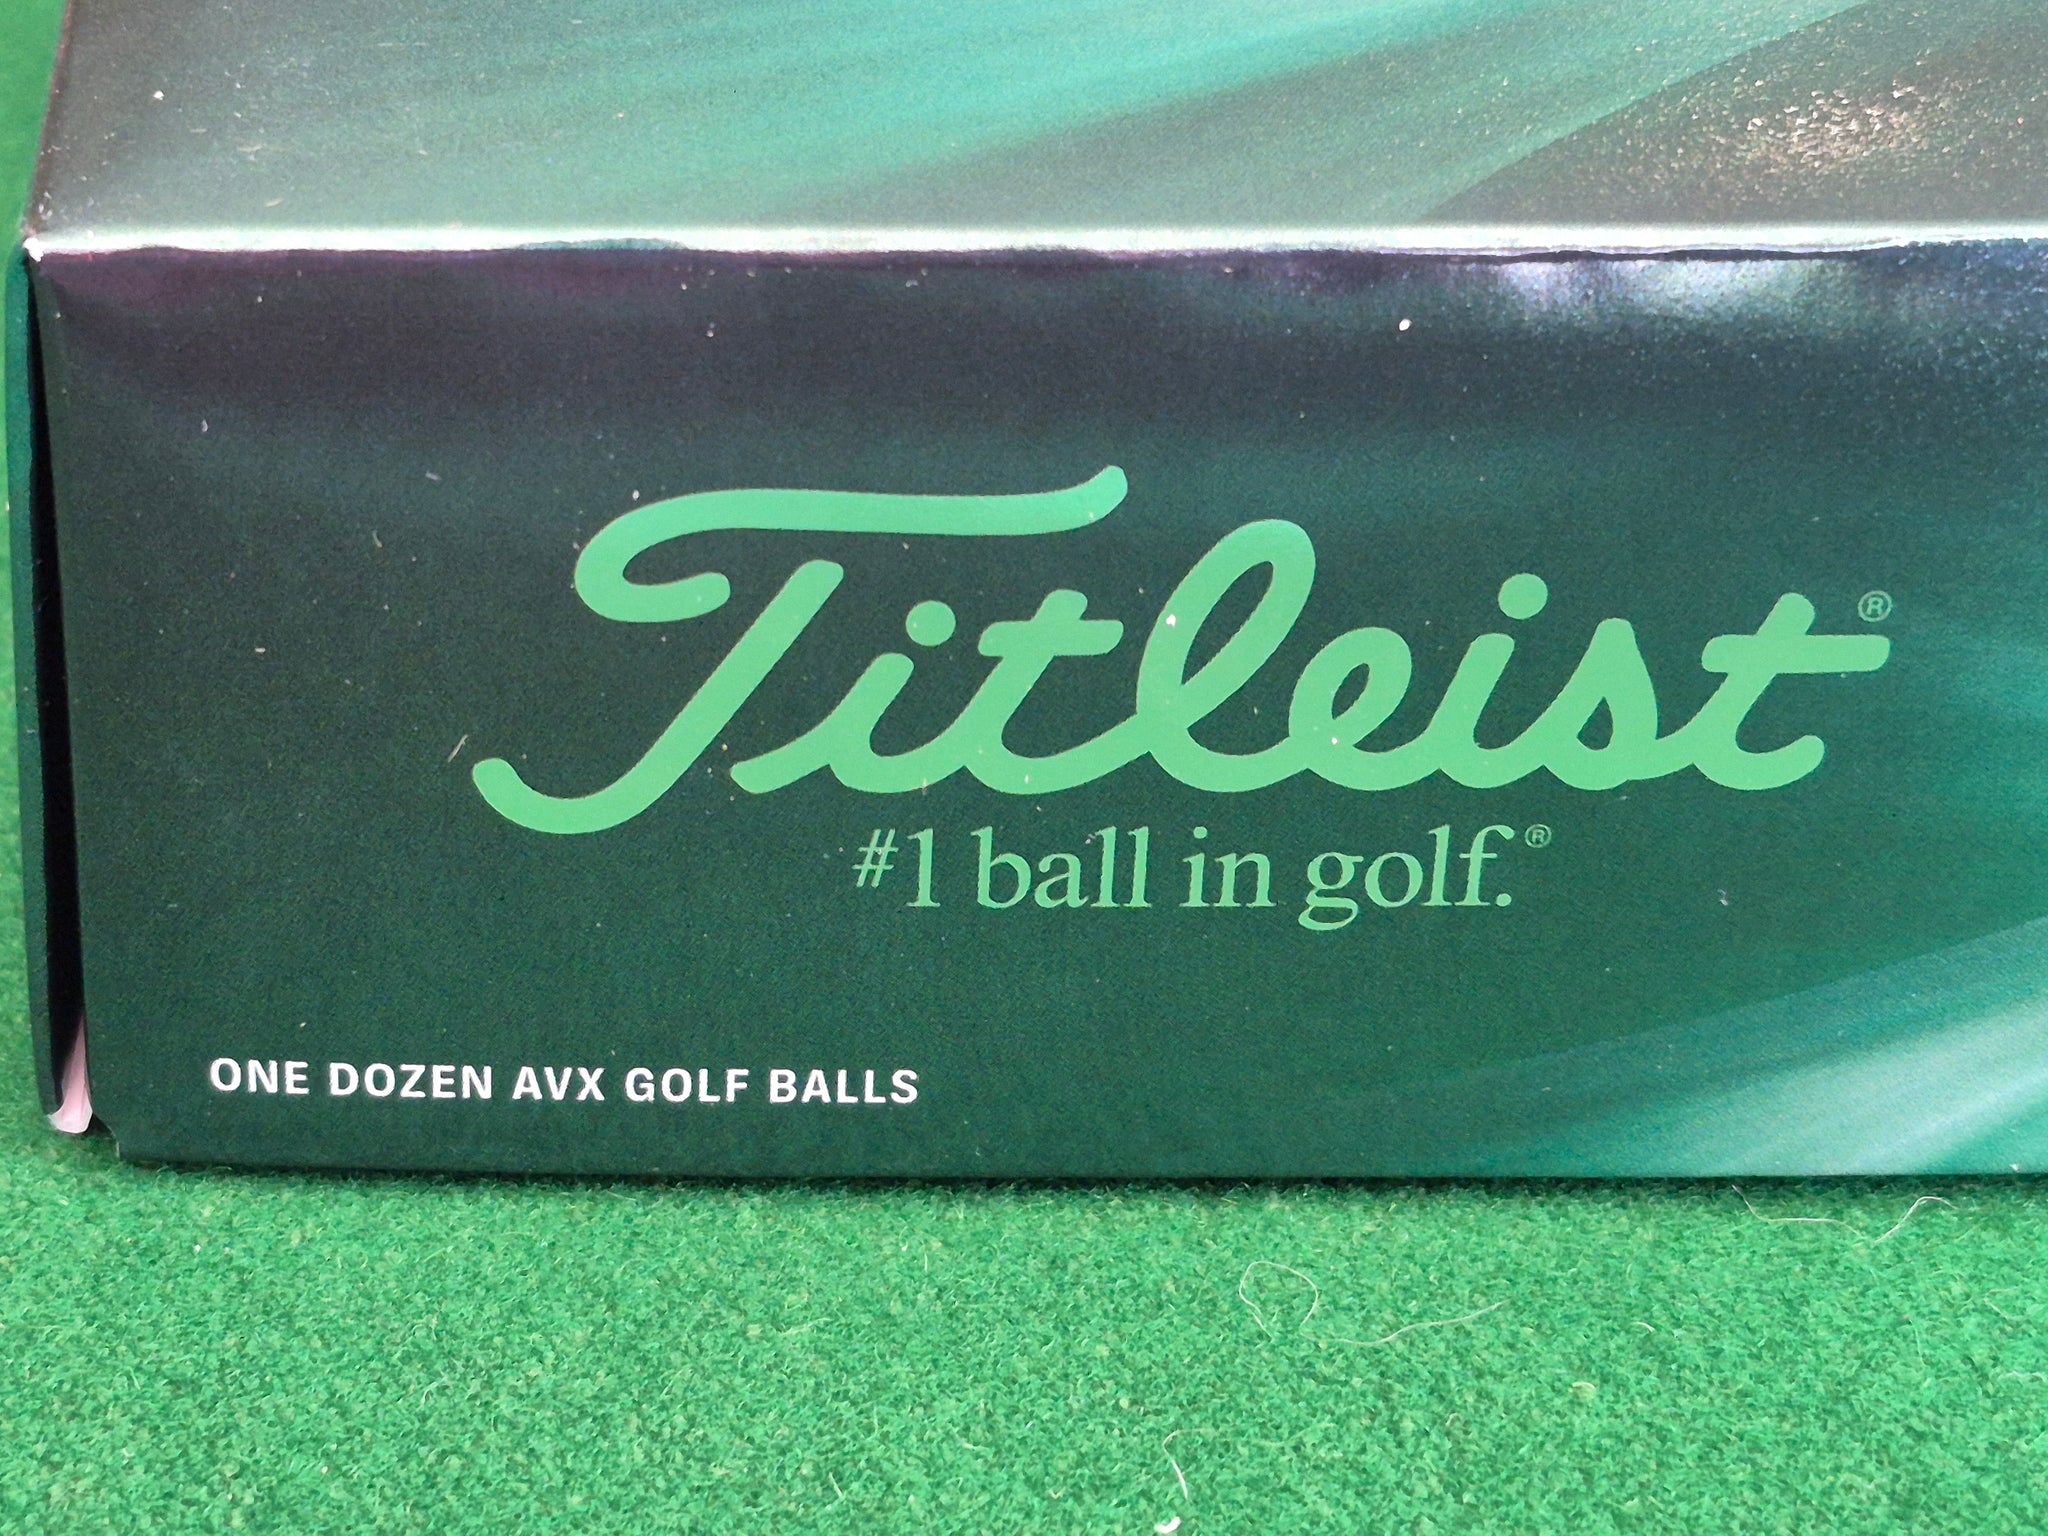 Titleist®
#1 ball in golf.®
ONE DOZEN AVX GOLF BALLS